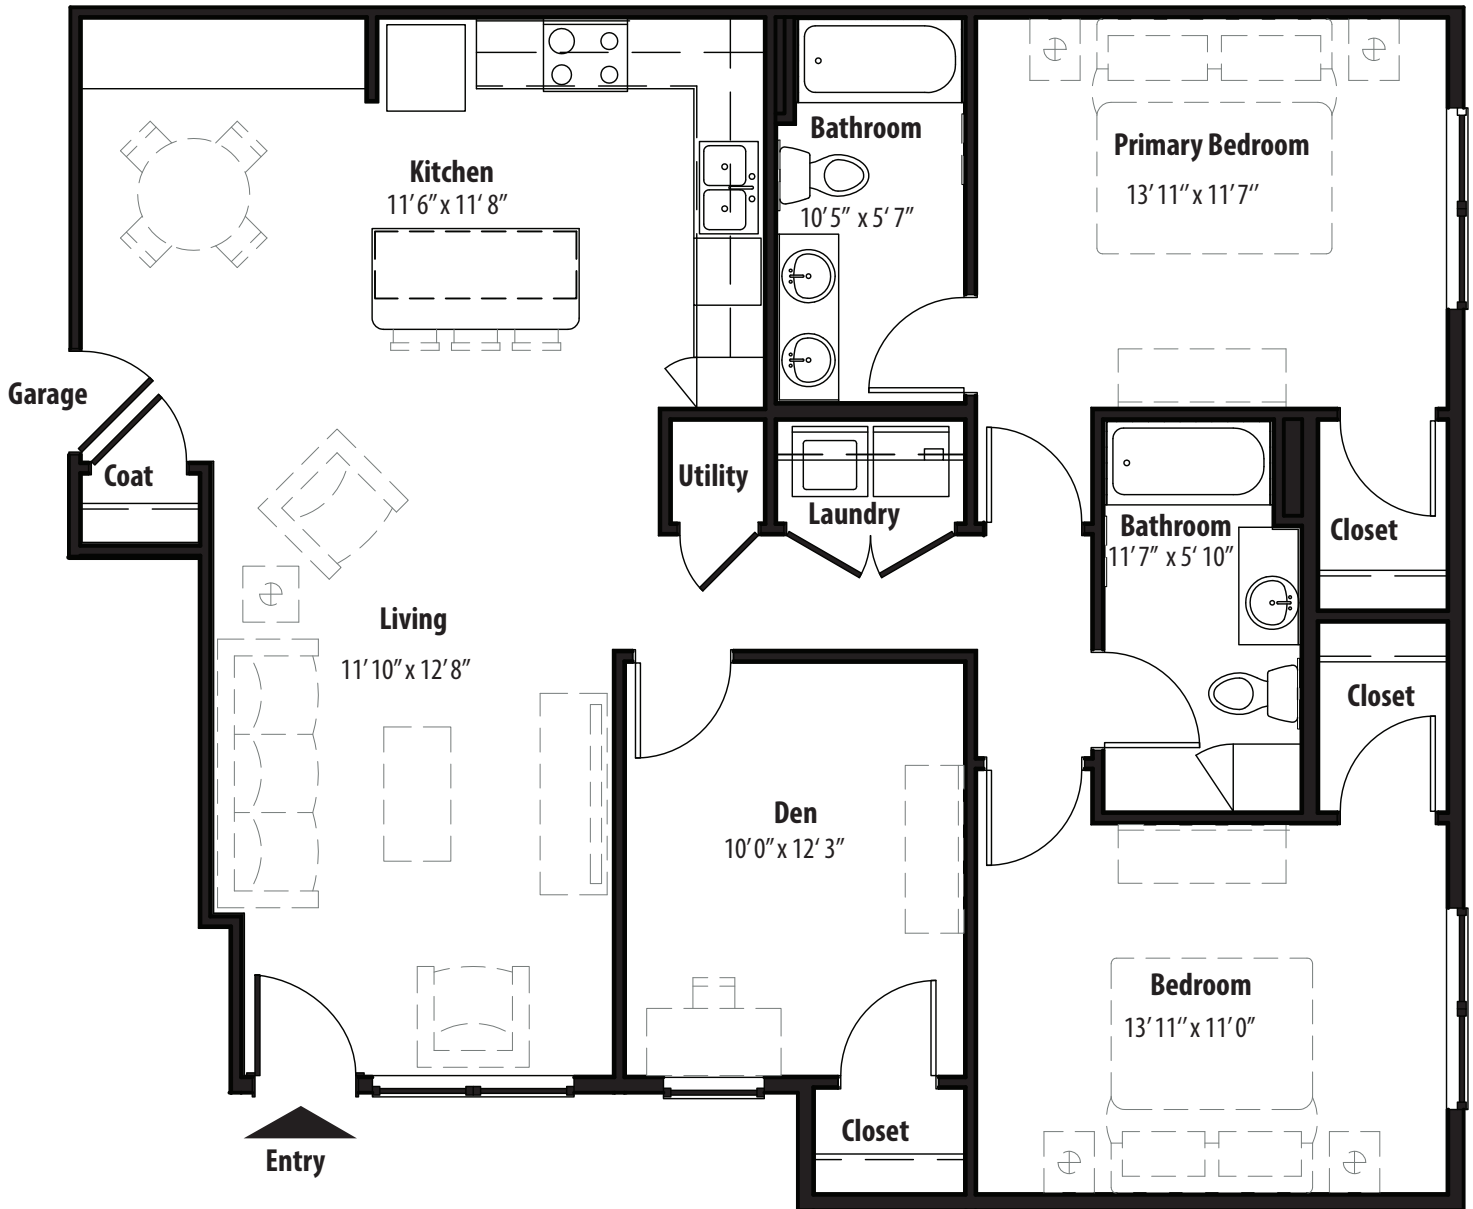 Bathroom
10'5" x 5'7"
Primary Bedroom
13'11" x 11'7"
Kitchen
11'6" x 11'8"
Garage
Coat
Utility
Laundry
Bathroom
11'7" x 5'10"
Closet
Living
11'10" x 12'8"
Closet
Den
10'0" x 12'3"
Bedroom
13'11" x 11'0"
Closet
Entry